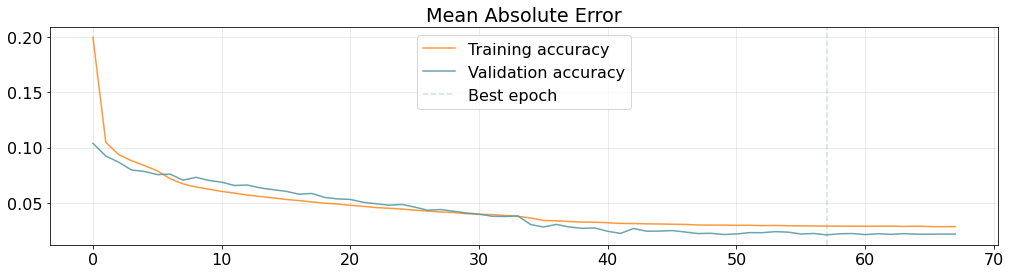 Mean Absolute Error
0.20
0.15
0.10
0.05
Training accuracy
Validation accuracy
Best epoch
0 10 20 30 40 50 60 70